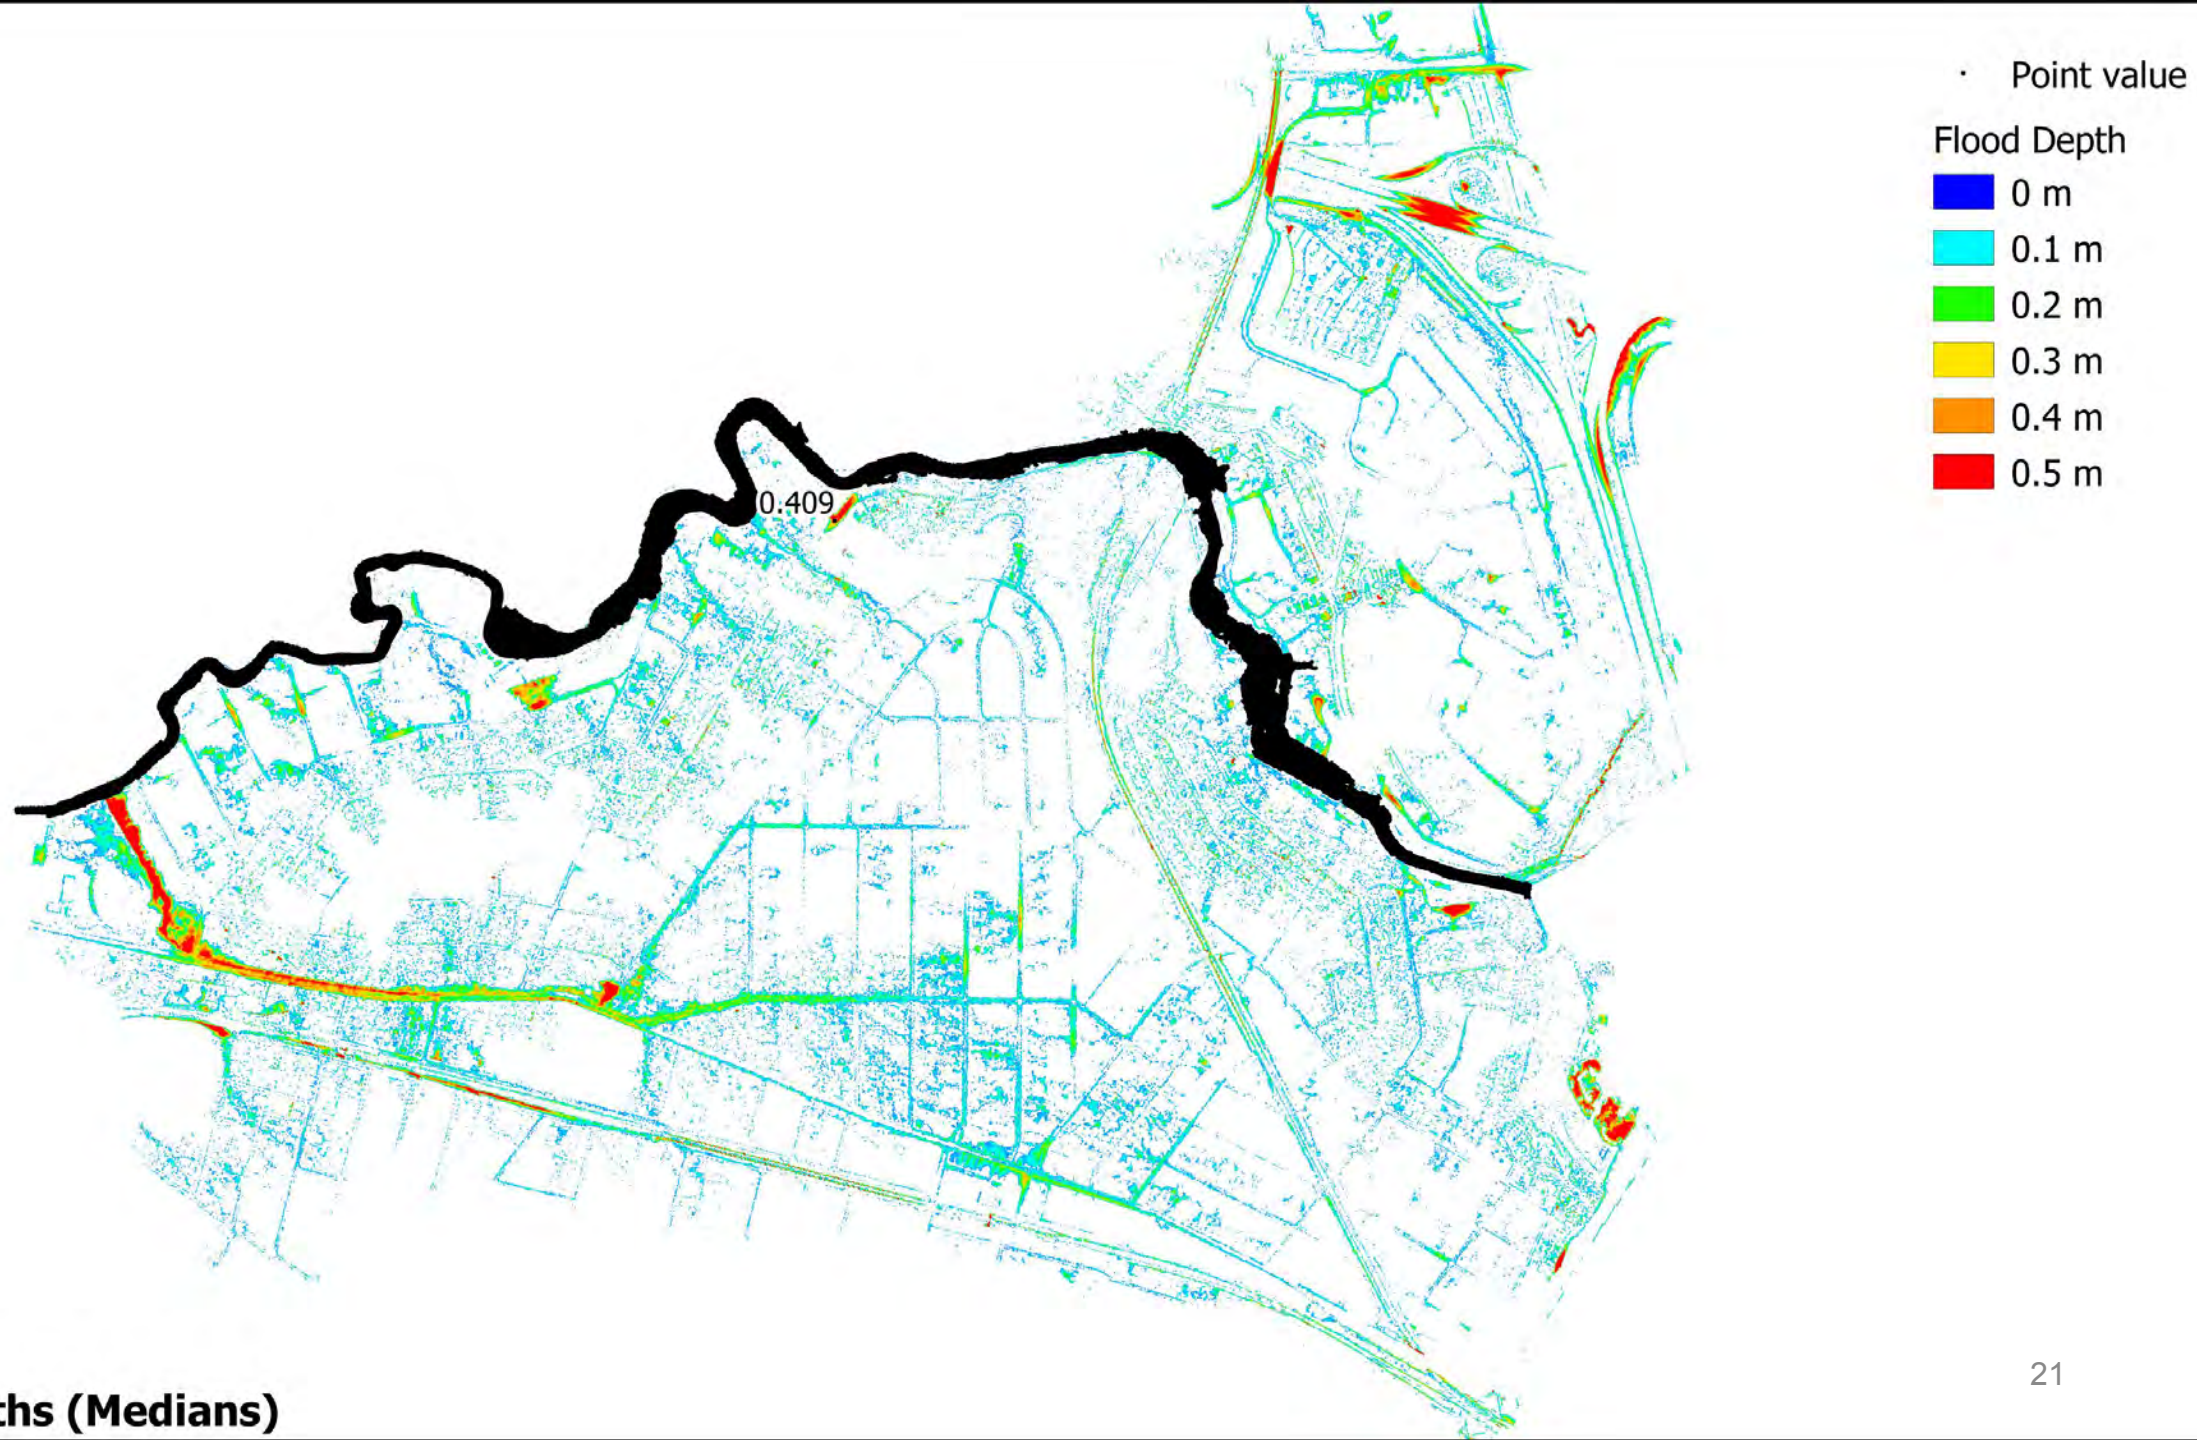 Point value
Flood Depth
0 m
0.1 m
0.2 m
0.3 m
0.4 m
0.5 m
0.409
21
ths (Medians)